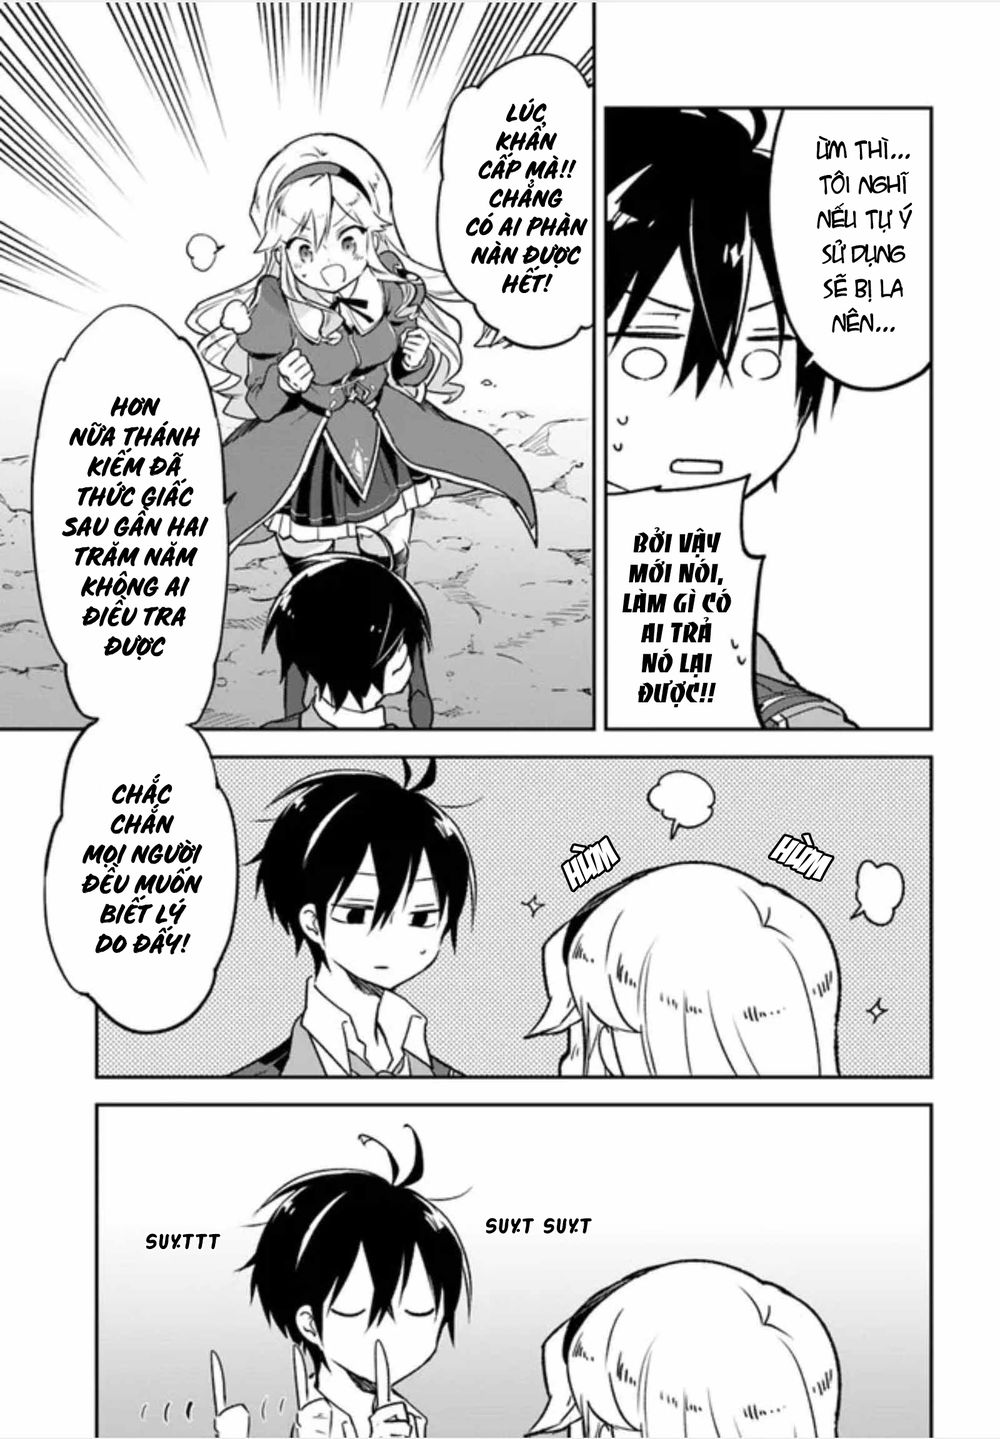 ỪM THÌ...
TÔI NGHĨ
NẾU TỰ Ý
SỬ DỤNG
SẼ BỊ LA
NÊN...
BỞI VẬY
MỚI NÓI,
LÀM GÌ CÓ
AI TRẢ
NÓ LẠI
ĐƯỢC!!
LÚC
KHẨN
CẤP MÀ!!
CHẲNG
CÓ AI PHÀN
NÀN ĐƯỢC
HẾT!
HƠN
NỮA THÁNH
KIẾM ĐÃ
THỨC GIẤC
SAU GẦN HAI
TRĂM NĂM
KHÔNG AI
ĐIỀU TRA
ĐƯỢC
CHẮC
CHẮN
MỌI NGƯỜI
ĐỀU MUỐN
BIẾT LÝ
DO ĐẤY!
HỪM
HỪM
SUỴT SUỴT
SUỴTTT